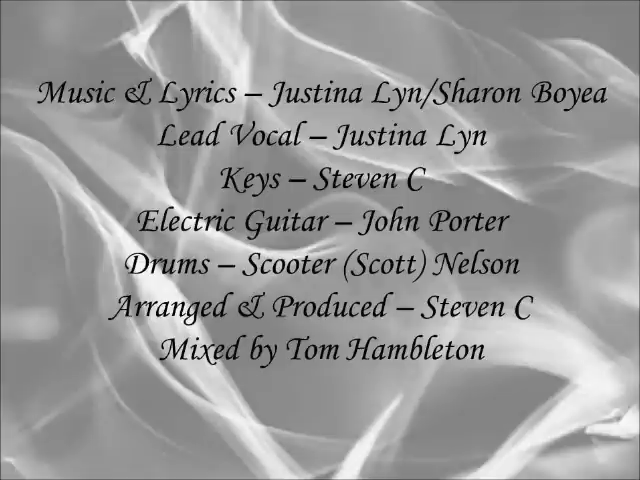 Music & Lyrics – Justina Lyn/Sharon Boyea
Lead Vocal – Justina Lyn
Keys – Steven C
Electric Guitar – John Porter
Drums – Scooter (Scott) Nelson
Arranged & Produced – Steven C
Mixed by Tom Hambleton